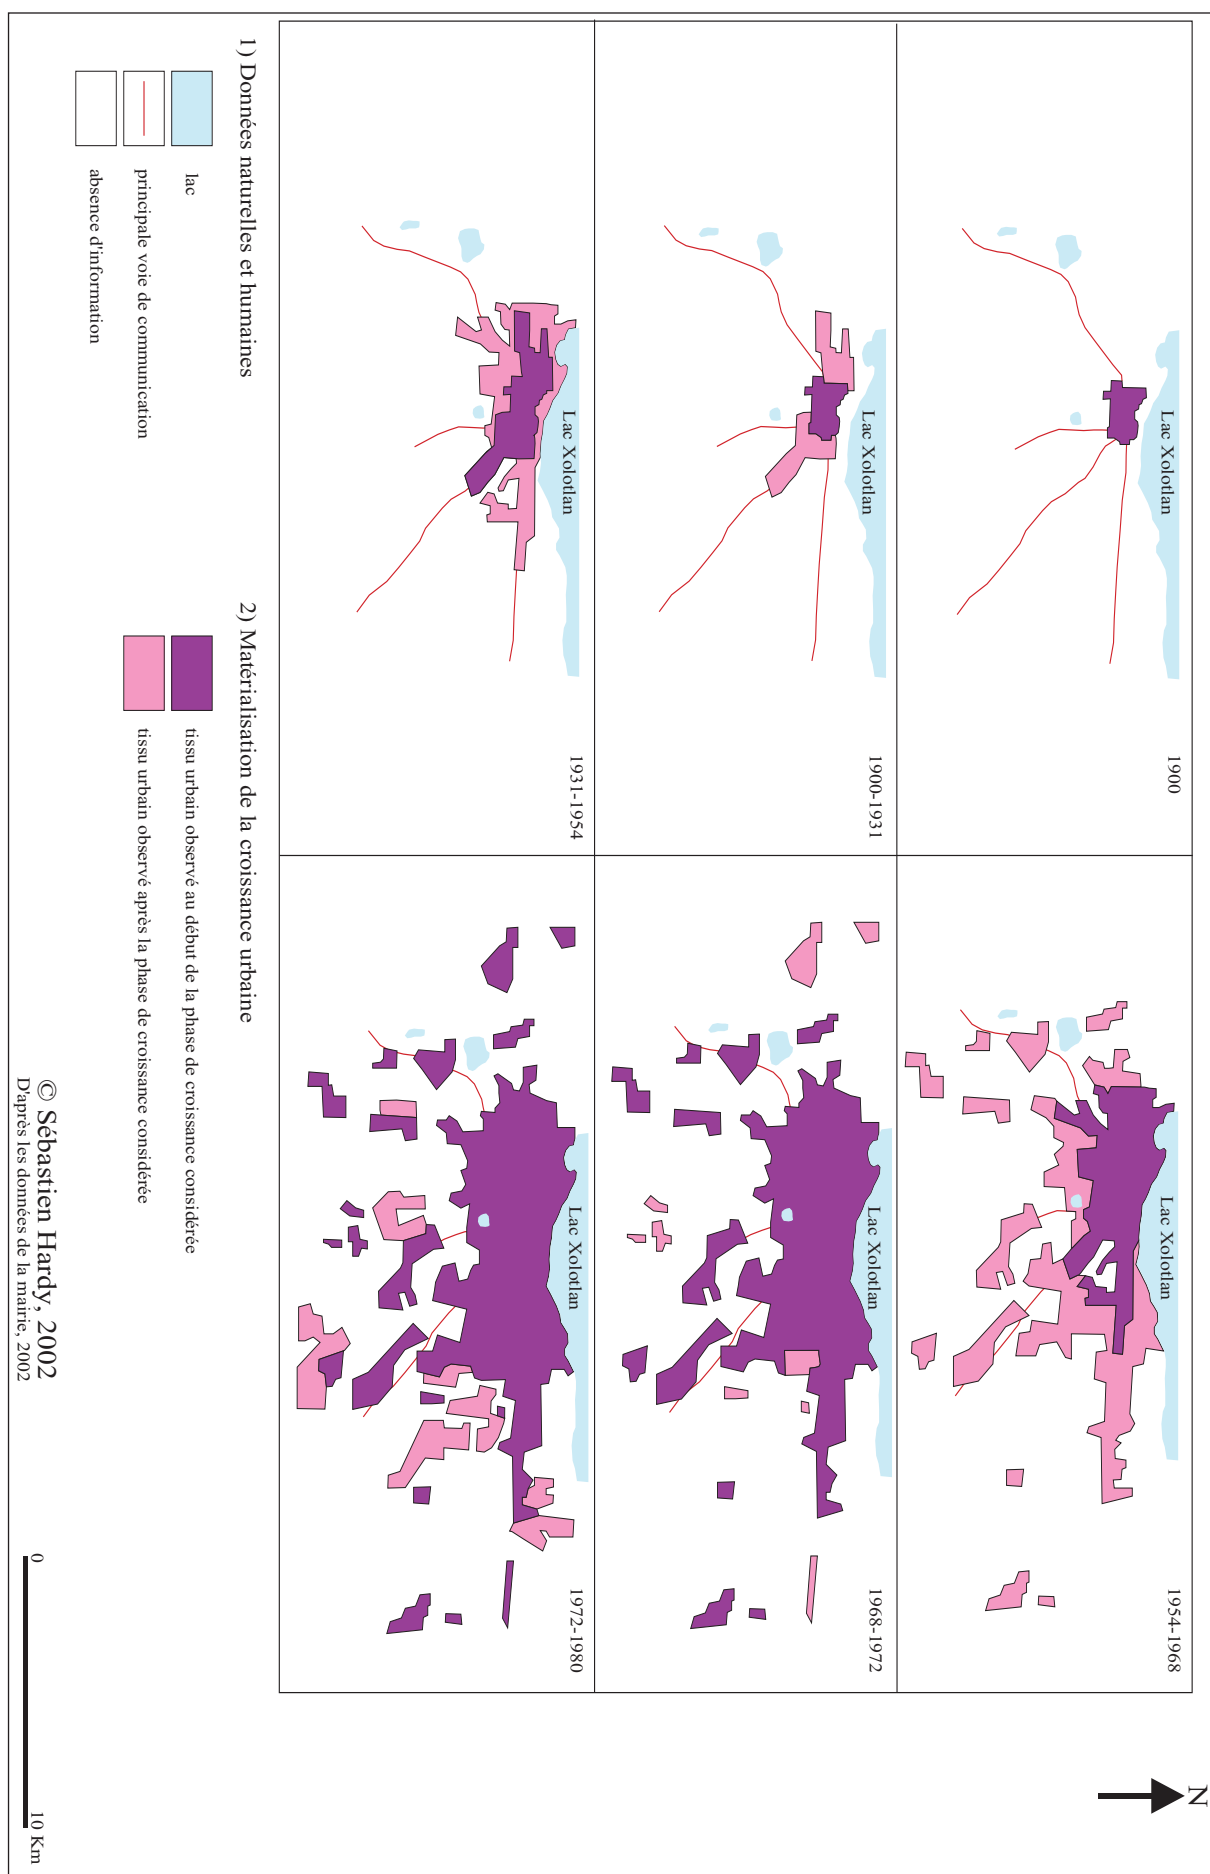 1900
Lac Xolotlan
1954-1968
Lac Xolotlan
N
1900-1931
Lac Xolotlan
1968-1972
Lac Xolotlan
1931-1954
Lac Xolotlan
1972-1980
Lac Xolotlan
1) Données naturelles et humaines
lac
principale voie de communication
absence d'information
2) Matérialisation de la croissance urbaine
tissu urbain observé au début de la phase de croissance considérée
tissu urbain observé après la phase de croissance considérée
© Sébastien Hardy, 2002
D'après les données de la mairie, 2002
0
10 Km